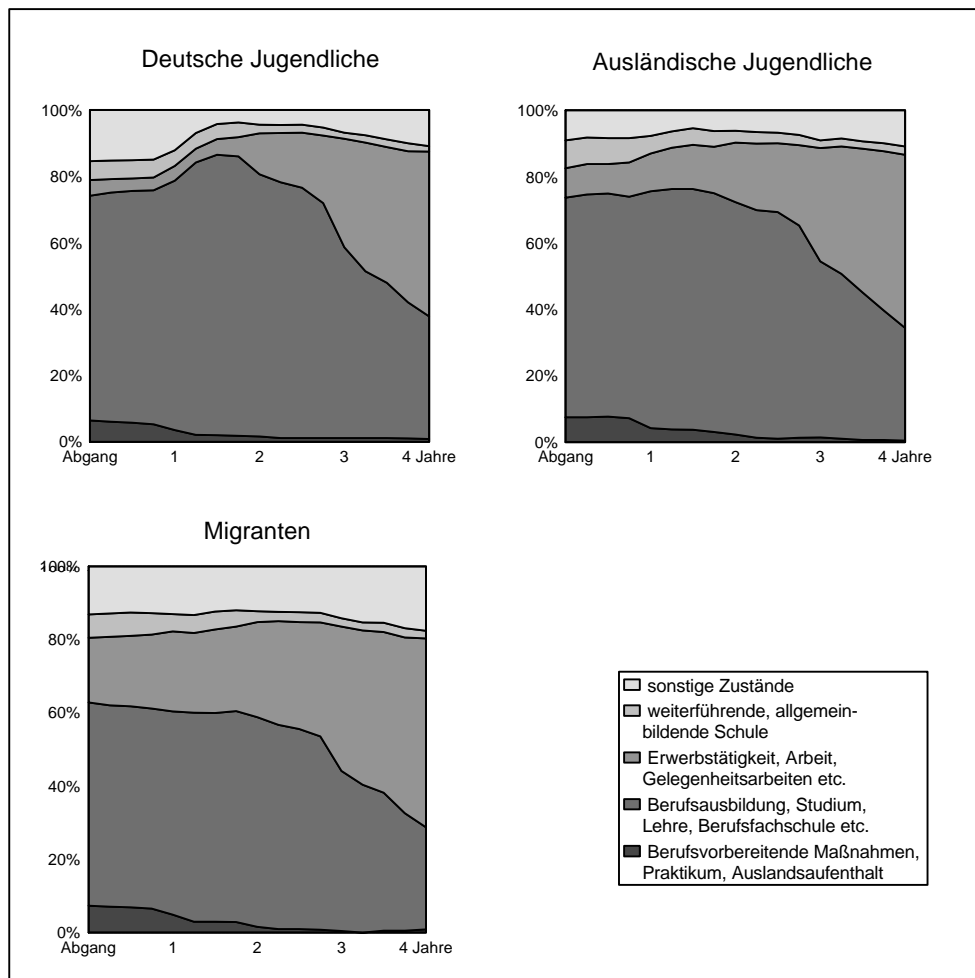 Deutsche Jugendliche
100%
80%
60%
40%
20%
0%
Abgang 1 2 3 4 Jahre
Ausländische Jugendliche
100%
80%
60%
40%
20%
0%
Abgang 1 2 3 4 Jahre
Migranten
100%
80%
60%
40%
20%
0%
Abgang 1 2 3 4 Jahre
sonstige Zustände
weiterführende, allgemein-
bildende Schule
Erwerbstätigkeit, Arbeit,
Gelegenheitsarbeiten etc.
Berufsausbildung, Studium,
Lehre, Berufsfachschule etc.
Berufsvorbereitende Maßnahmen,
Praktikum, Auslandsaufenthalt